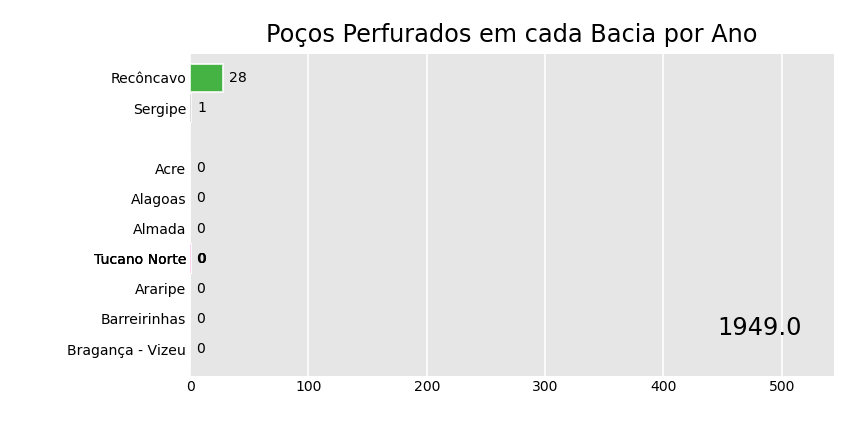 Poços Perfurados em cada Bacia por Ano
Recôncavo 28
Sergipe 1
Acre 0
Alagoas 0
Almada 0
Tucano Norte 0
Araripe 0
Barreirinhas 0
1949.0
Bragança - Vizeu 0
0 100 200 300 400 500